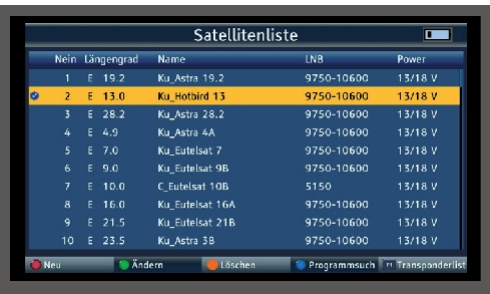 Satellitenliste
Nein Längengrad Name LNB Power
1 E 19.2 Ku_Astra 19.2 9750-10600 13/18 V
2 E 13.0 Ku_Hotbird 13 9750-10600 13/18 V
3 E 28.2 Ku_Astra 28.2 9750-10600 13/18 V
4 E 4.9 Ku_Astra 4A 9750-10600 13/18 V
5 E 7.0 Ku_Eutelsat 7 9750-10600 13/18 V
6 E 9.0 Ku_Eutelsat 9B 9750-10600 13/18 V
7 E 10.0 C_Eutelsat 10B 5150 13/18 V
8 E 16.0 Ku_Eutelsat 16A 9750-10600 13/18 V
9 E 21.5 Ku_Eutelsat 21B 9750-10600 13/18 V
10 E 23.5 Ku_Astra 3B 9750-10600 13/18 V
Neu Ändern Löschen Programmsuch Transponderlist